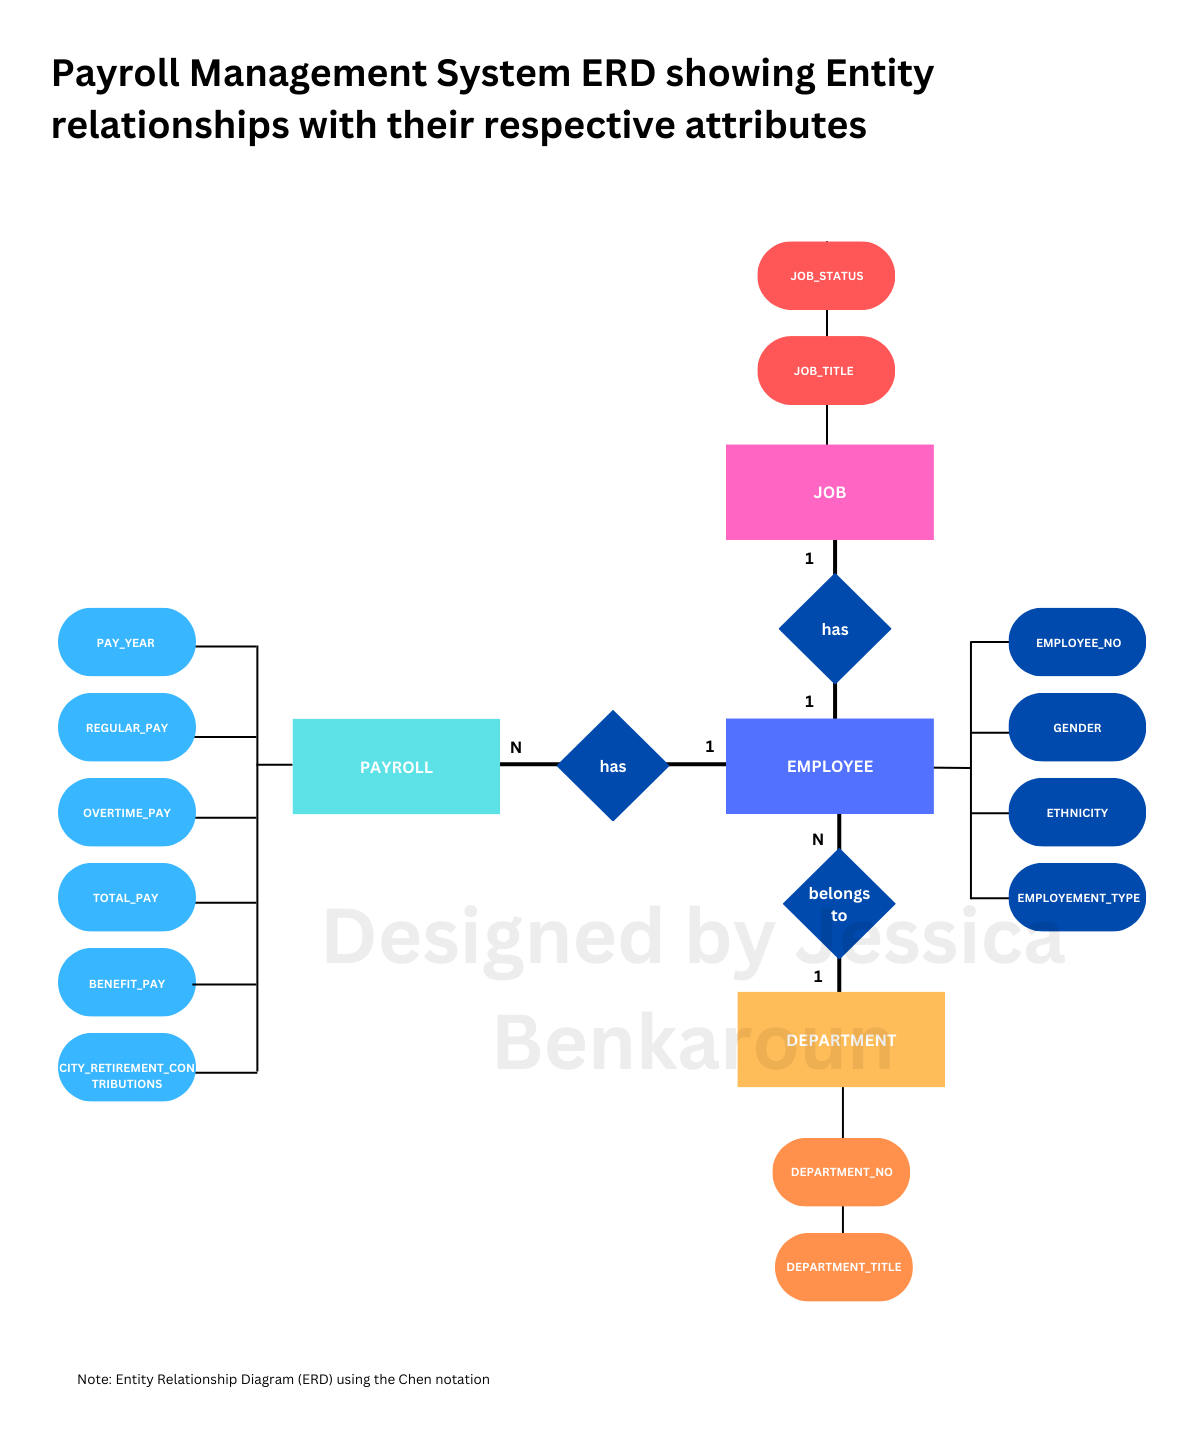 Payroll Management System ERD showing Entity
relationships with their respective attributes
JOB_STATUS
JOB_TITLE
JOB
1
has
1
PAY_YEAR
REGULAR_PAY
OVERTIME_PAY
TOTAL_PAY
BENEFIT_PAY
CITY_RETIREMENT_CON
TRIBUTIONS
PAYROLL
N
has
1
EMPLOYEE
EMPLOYEE_NO
GENDER
ETHNICITY
EMPLOYEMENT_TYPE
N
belongs
to
1
Designed by Jessica
Benkaroun
DEPARTMENT
DEPARTMENT_NO
DEPARTMENT_TITLE
Note: Entity Relationship Diagram (ERD) using the Chen notation